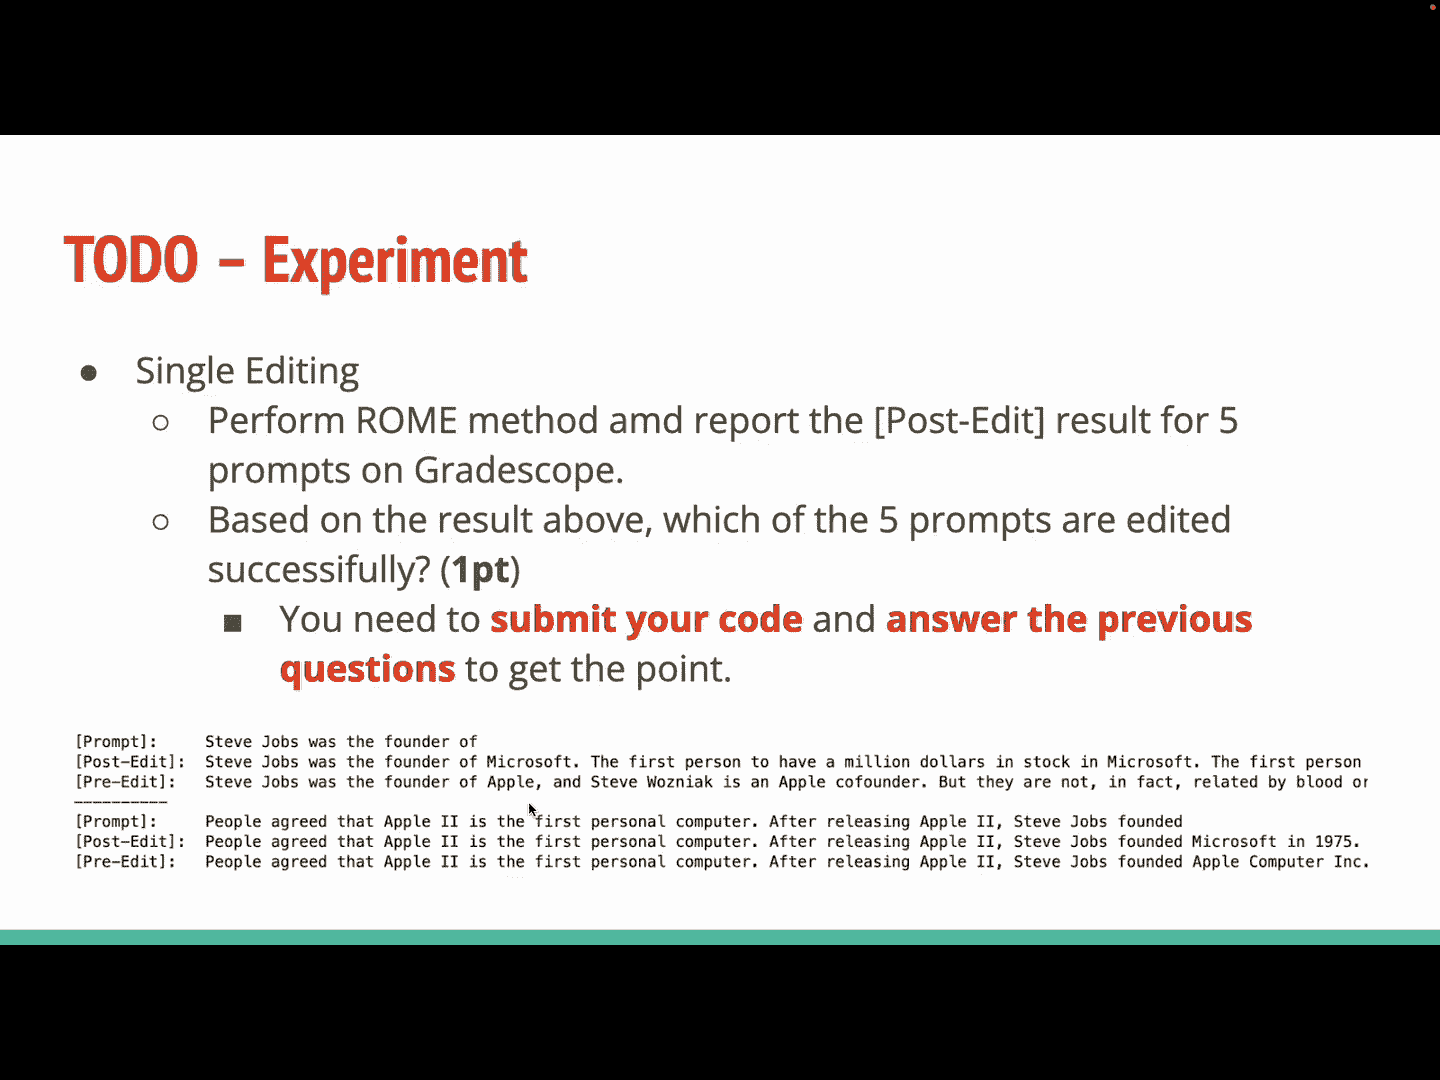 TODO – Experiment
● Single Editing
○ Perform ROME method amd report the [Post-Edit] result for 5
prompts on Gradescope.
○ Based on the result above, which of the 5 prompts are edited
successifully? (1pt)
■ You need to submit your code and answer the previous
questions to get the point.
[Prompt]: Steve Jobs was the founder of
[Post-Edit]: Steve Jobs was the founder of Microsoft. The first person to have a million dollars in stock in Microsoft. The first person
[Pre-Edit]: Steve Jobs was the founder of Apple, and Steve Wozniak is an Apple cofounder. But they are not, in fact, related by blood or
----------
[Prompt]: People agreed that Apple II is the first personal computer. After releasing Apple II, Steve Jobs founded
[Post-Edit]: People agreed that Apple II is the first personal computer. After releasing Apple II, Steve Jobs founded Microsoft in 1975.
[Pre-Edit]: People agreed that Apple II is the first personal computer. After releasing Apple II, Steve Jobs founded Apple Computer Inc.